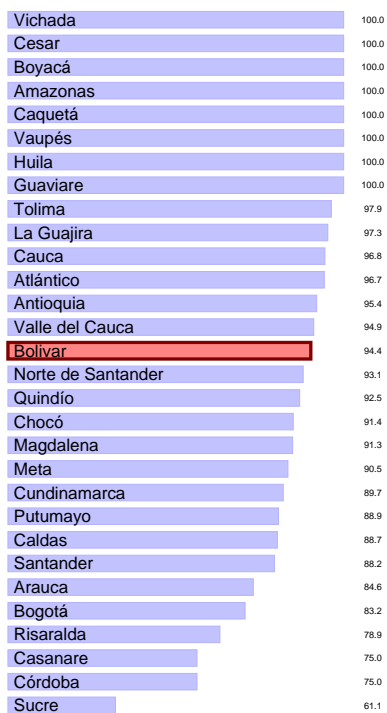 Vichada 100.0
Cesar 100.0
Boyacá 100.0
Amazonas 100.0
Caquetá 100.0
Vaupés 100.0
Huila 100.0
Guaviare 100.0
Tolima 97.9
La Guajira 97.3
Cauca 96.8
Atlántico 96.7
Antioquia 95.4
Valle del Cauca 94.9
Bolivar 94.4
Norte de Santander 93.1
Quindío 92.5
Chocó 91.4
Magdalena 91.3
Meta 90.5
Cundinamarca 89.7
Putumayo 88.9
Caldas 88.7
Santander 88.2
Arauca 84.6
Bogotá 83.2
Risaralda 78.9
Casanare 75.0
Córdoba 75.0
Sucre 61.1